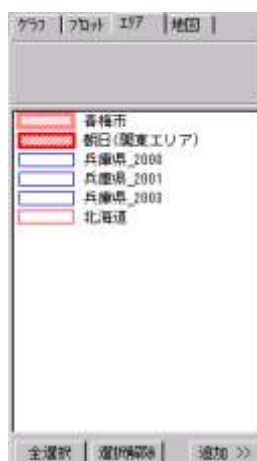 グラフ プロット エリア 地図
青梅市
朝日(関東エリア)
兵庫県_2000
兵庫県_2001
兵庫県_2003
北海道
全選択 選択解除 追加 >>